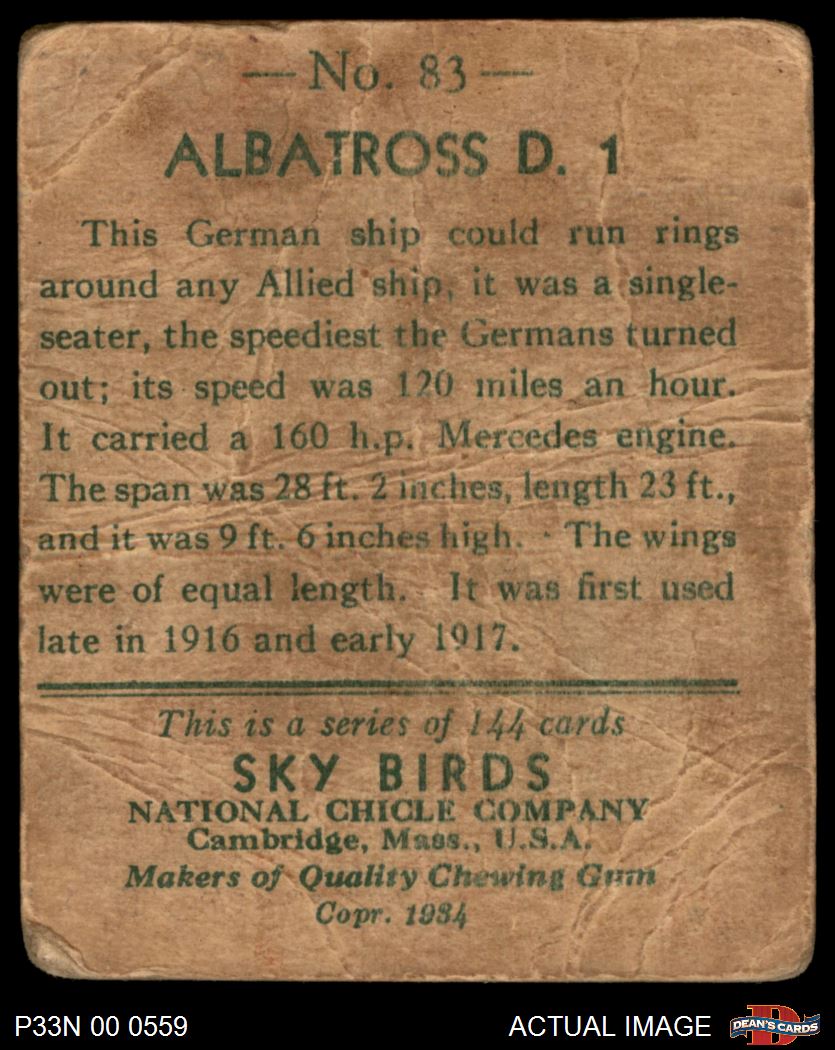 — No. 83 —
ALBATROSS D. 1
This German ship could run rings
around any Allied ship, it was a single-
seater, the speediest the Germans turned
out; its speed was 120 miles an hour.
It carried a 160 h.p. Mercedes engine.
The span was 28 ft. 2 inches, length 23 ft.,
and it was 9 ft. 6 inches high. The wings
were of equal length. It was first used
late in 1916 and early 1917.
This is a series of 144 cards
SKY BIRDS
NATIONAL CHICLE COMPANY
Cambridge, Mass., U.S.A.
Makers of Quality Chewing Gum
Copr. 1934
P33N 00 0559
ACTUAL IMAGE
DEAN'S CARDS